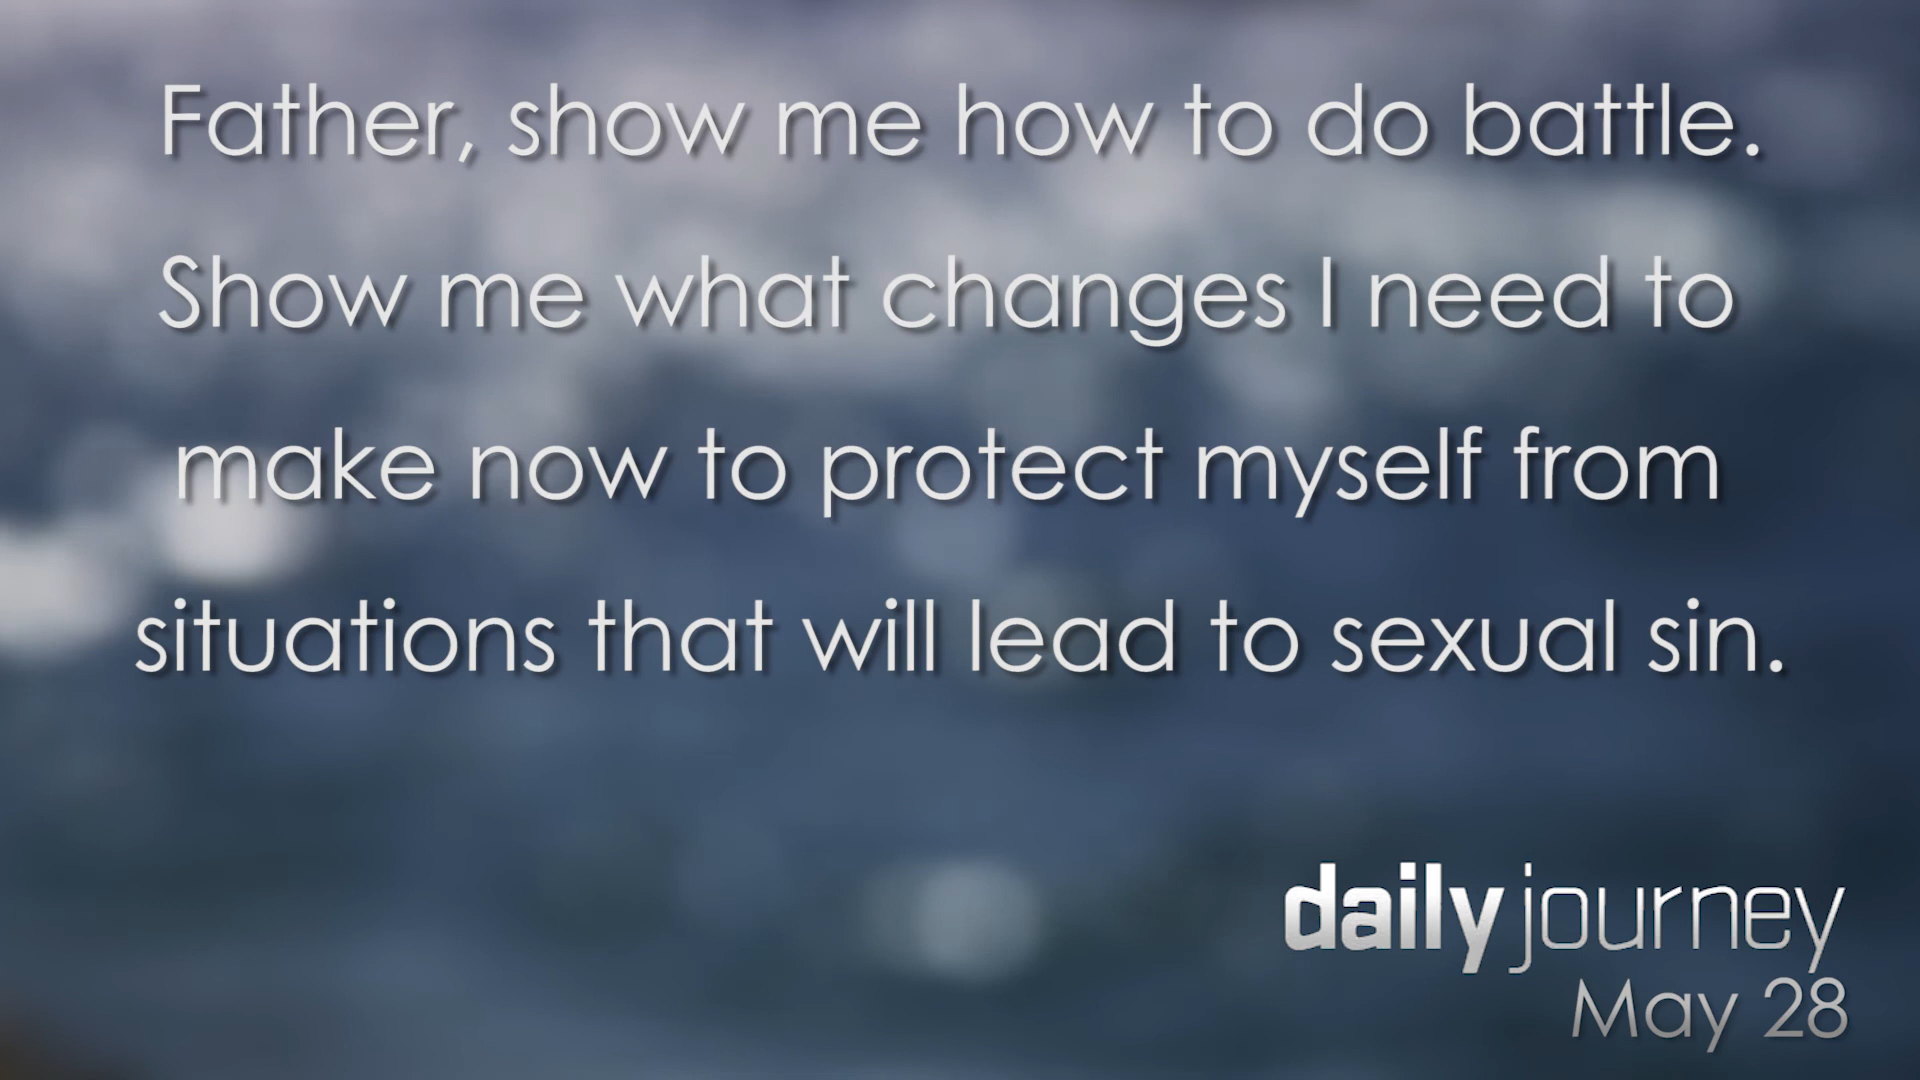 Father, show me how to do battle.
Show me what changes I need to
make now to protect myself from
situations that will lead to sexual sin.
daily journey
May 28